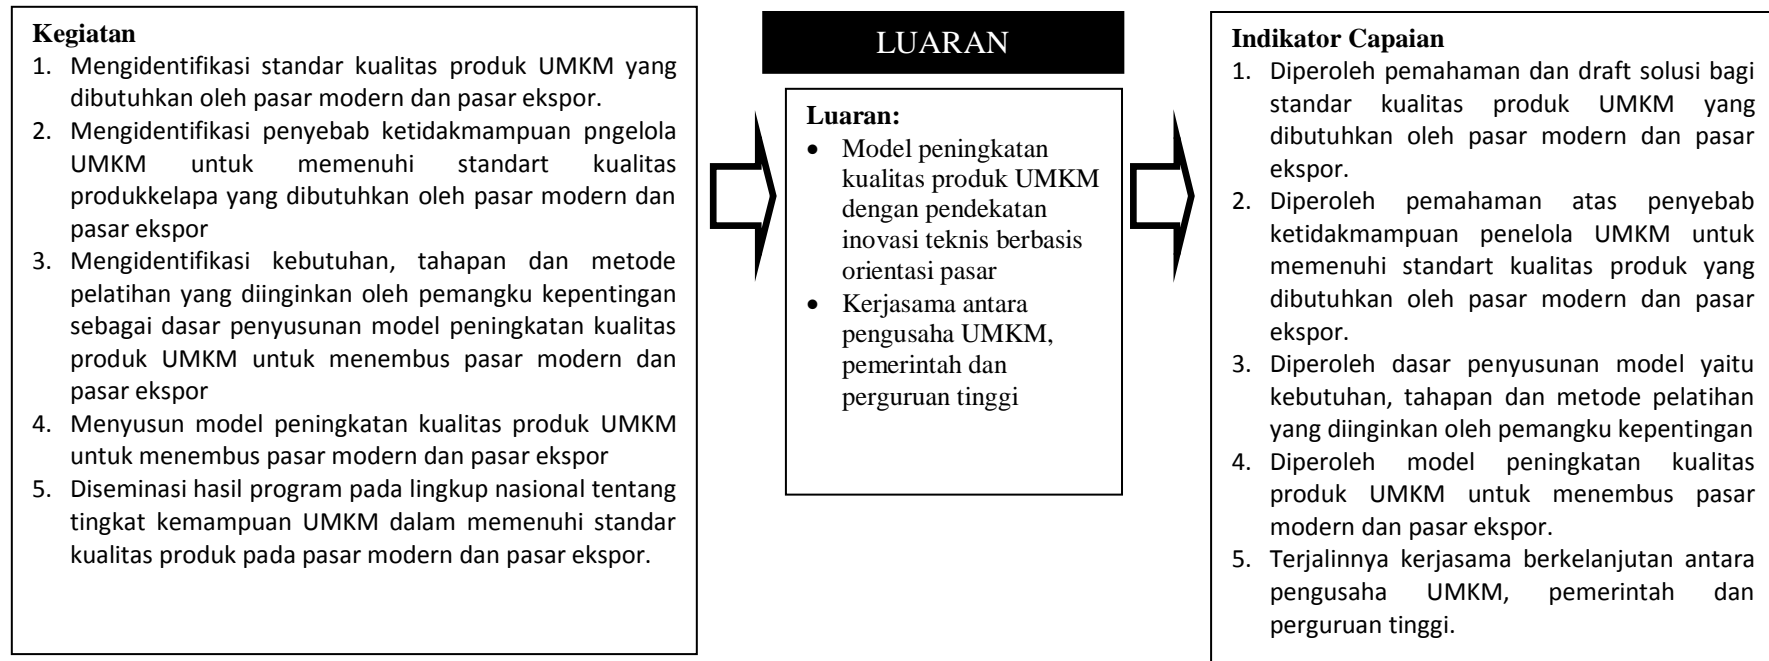 Kegiatan
1. Mengidentifikasi standar kualitas produk UMKM yang
dibutuhkan oleh pasar modern dan pasar ekspor.
2. Mengidentifikasi penyebab ketidakmampuan pngelola
UMKM untuk memenuhi standart kualitas
produkkelapa yang dibutuhkan oleh pasar modern dan
pasar ekspor
3. Mengidentifikasi kebutuhan, tahapan dan metode
pelatihan yang diinginkan oleh pemangku kepentingan
sebagai dasar penyusunan model peningkatan kualitas
produk UMKM untuk menembus pasar modern dan
pasar ekspor
4. Menyusun model peningkatan kualitas produk UMKM
untuk menembus pasar modern dan pasar ekspor
5. Diseminasi hasil program pada lingkup nasional tentang
tingkat kemampuan UMKM dalam memenuhi standar
kualitas produk pada pasar modern dan pasar ekspor.
LUARAN
Luaran:
• Model peningkatan
kualitas produk UMKM
dengan pendekatan
inovasi teknis berbasis
orientasi pasar
• Kerjasama antara
pengusaha UMKM,
pemerintah dan
perguruan tinggi
Indikator Capaian
1. Diperoleh pemahaman dan draft solusi bagi
standar kualitas produk UMKM yang
dibutuhkan oleh pasar modern dan pasar
ekspor.
2. Diperoleh pemahaman atas penyebab
ketidakmampuan penelola UMKM untuk
memenuhi standart kualitas produk yang
dibutuhkan oleh pasar modern dan pasar
ekspor.
3. Diperoleh dasar penyusunan model yaitu
kebutuhan, tahapan dan metode pelatihan
yang diinginkan oleh pemangku kepentingan
4. Diperoleh model peningkatan kualitas
produk UMKM untuk menembus pasar
modern dan pasar ekspor.
5. Terjalinnya kerjasama berkelanjutan antara
pengusaha UMKM, pemerintah dan
perguruan tinggi.